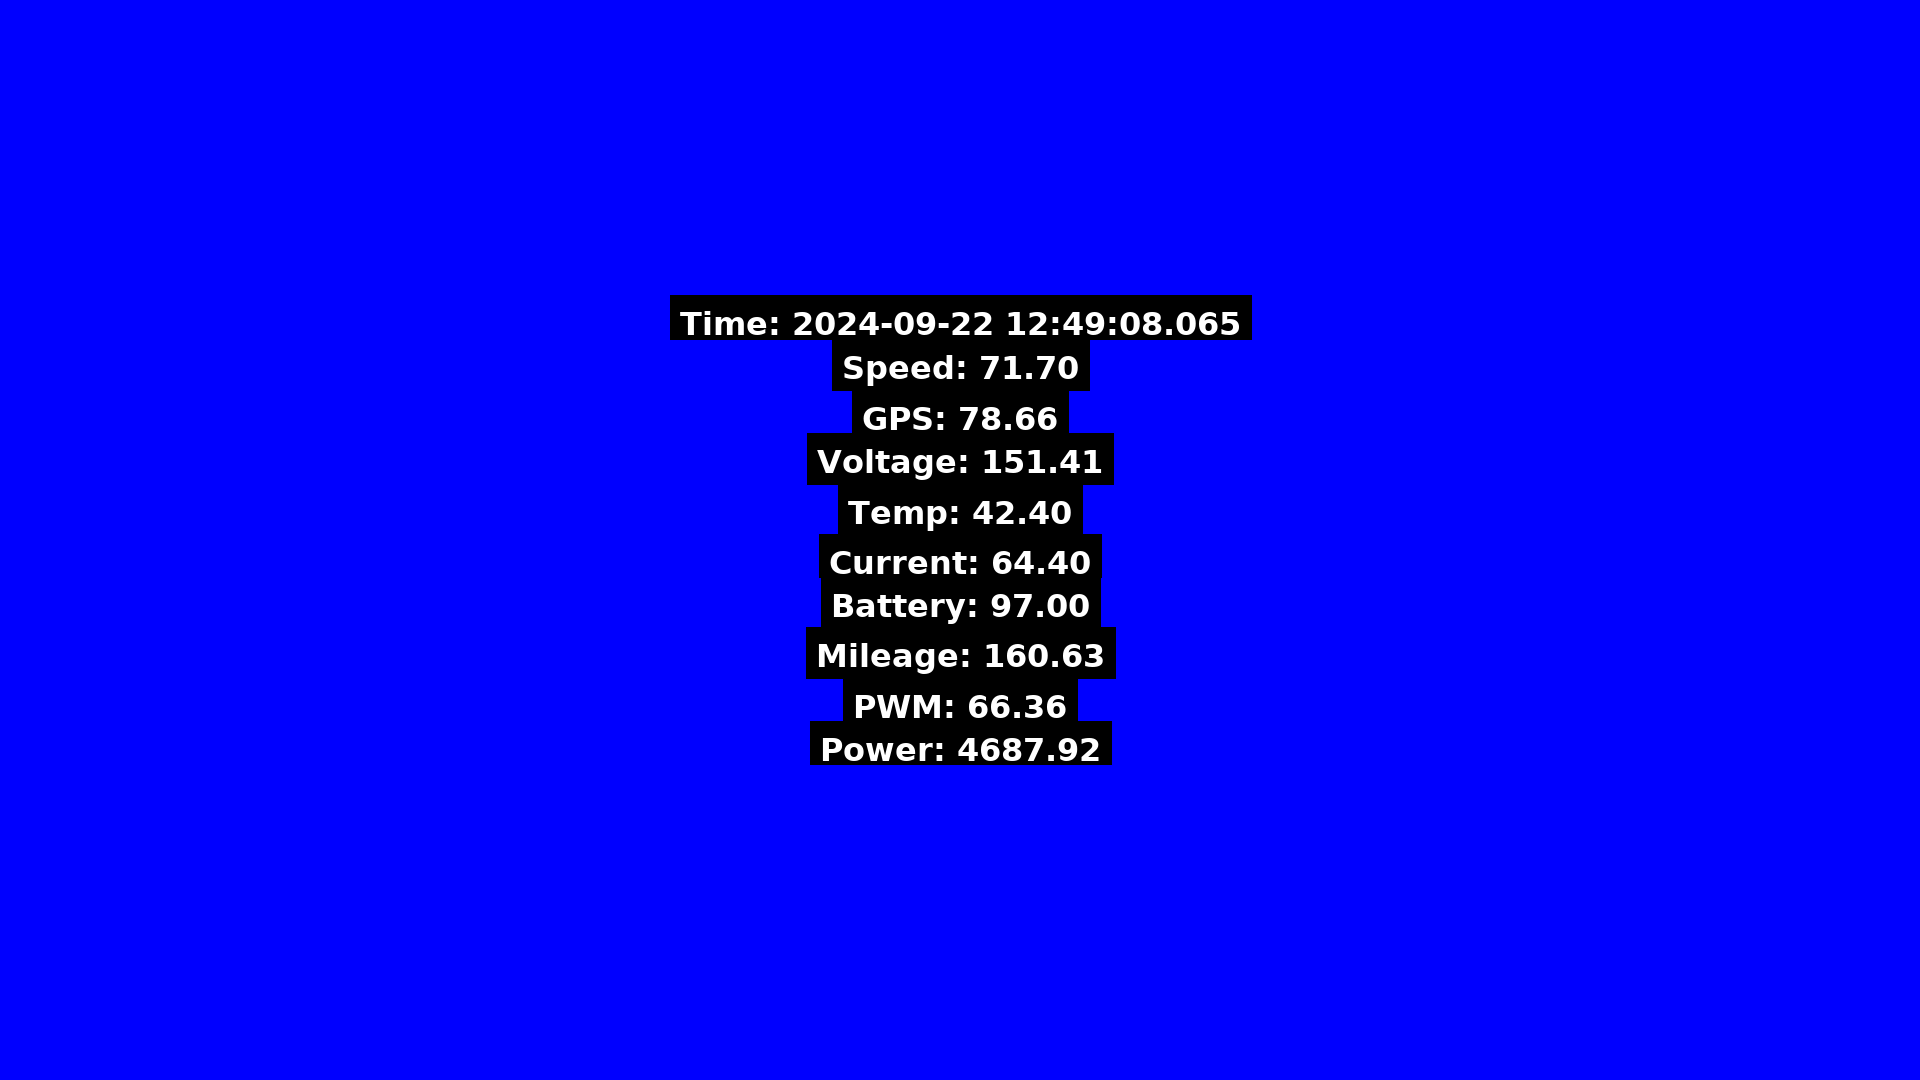 Time: 2024-09-22 12:49:08.065
Speed: 71.70
GPS: 78.66
Voltage: 151.41
Temp: 42.40
Current: 64.40
Battery: 97.00
Mileage: 160.63
PWM: 66.36
Power: 4687.92